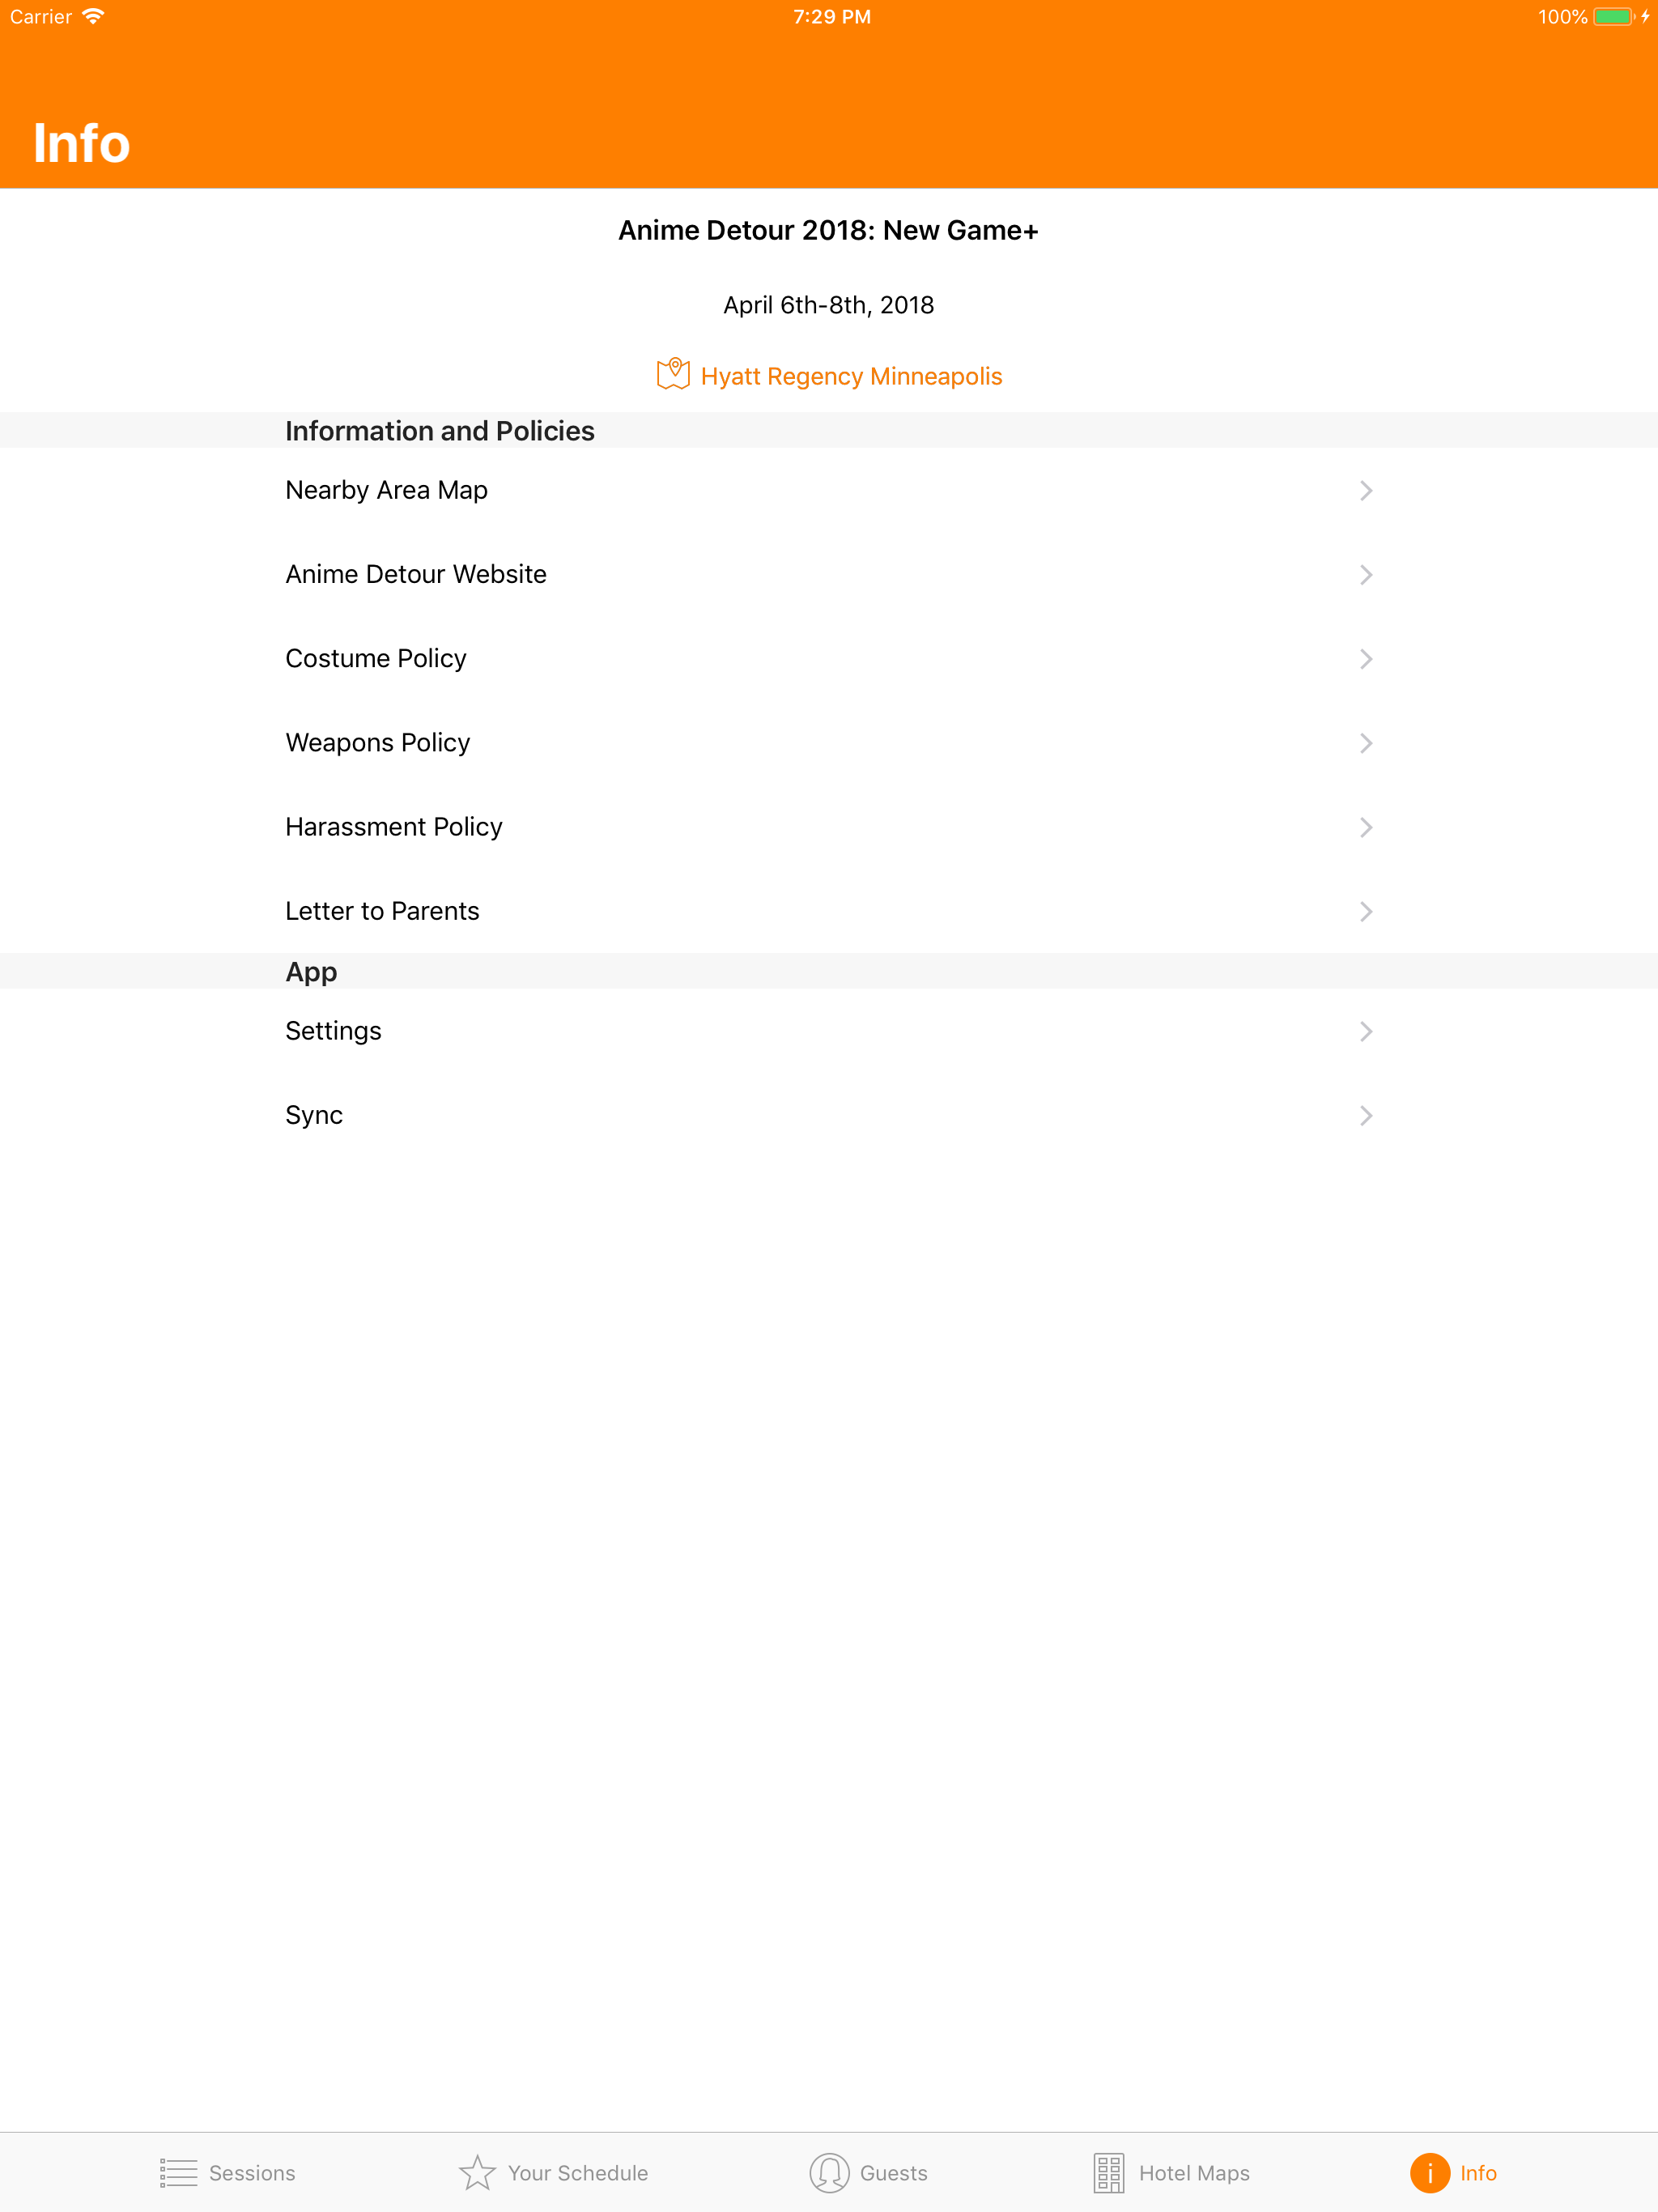 Carrier 7:29 PM 100%
Info
Anime Detour 2018: New Game+
April 6th-8th, 2018
Hyatt Regency Minneapolis
Information and Policies
Nearby Area Map
Anime Detour Website
Costume Policy
Weapons Policy
Harassment Policy
Letter to Parents
App
Settings
Sync
Sessions Your Schedule Guests Hotel Maps Info